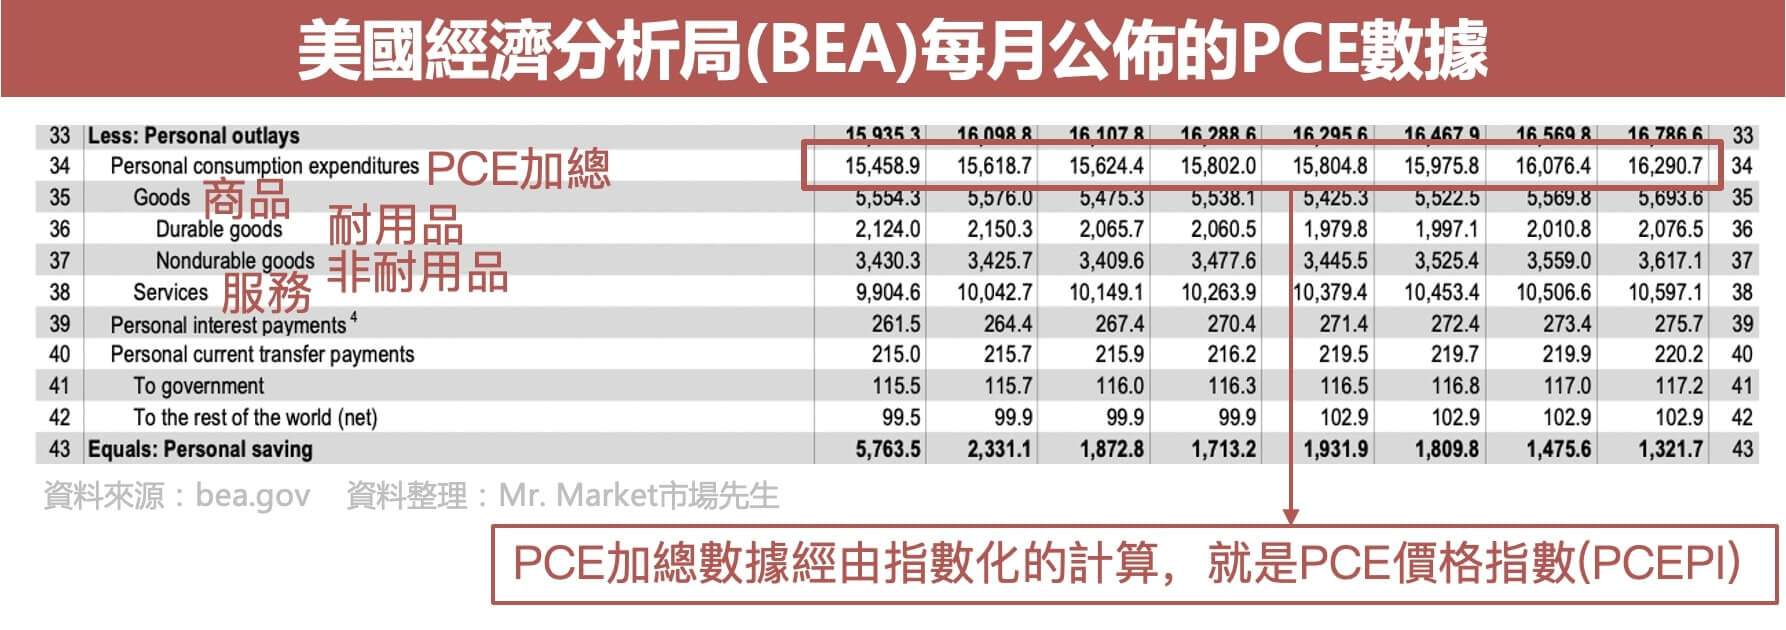 美國經濟分析局(BEA)每月公佈的PCE數據
33 Less: Personal outlays 15,935.3 16,098.8 16,107.8 16,288.6 16,295.6 16,467.9 16,569.8 16,786.6 33
34 Personal consumption expenditures PCE加總 15,458.9 15,618.7 15,624.4 15,802.0 15,804.8 15,975.8 16,076.4 16,290.7 34
35 Goods 商品 5,554.3 5,576.0 5,475.3 5,538.1 5,425.3 5,522.5 5,569.8 5,693.6 35
36 Durable goods 耐用品 2,124.0 2,150.3 2,065.7 2,060.5 1,979.8 1,997.1 2,010.8 2,076.5 36
37 Nondurable goods 非耐用品 3,430.3 3,425.7 3,409.6 3,477.6 3,445.5 3,525.4 3,559.0 3,617.1 37
38 Services 服務 9,904.6 10,042.7 10,149.1 10,263.9 10,379.4 10,453.4 10,506.6 10,597.1 38
39 Personal interest payments 4 261.5 264.4 267.4 270.4 271.4 272.4 273.4 275.7 39
40 Personal current transfer payments 215.0 215.7 215.9 216.2 219.5 219.7 219.9 220.2 40
41 To government 115.5 115.7 116.0 116.3 116.5 116.8 117.0 117.2 41
42 To the rest of the world (net) 99.5 99.9 99.9 99.9 102.9 102.9 102.9 102.9 42
43 Equals: Personal saving 5,763.5 2,331.1 1,872.8 1,713.2 1,931.9 1,809.8 1,475.6 1,321.7 43
資料來源：bea.gov 資料整理：Mr. Market市場先生
PCE加總數據經由指數化的計算，就是PCE價格指數(PCEPI)